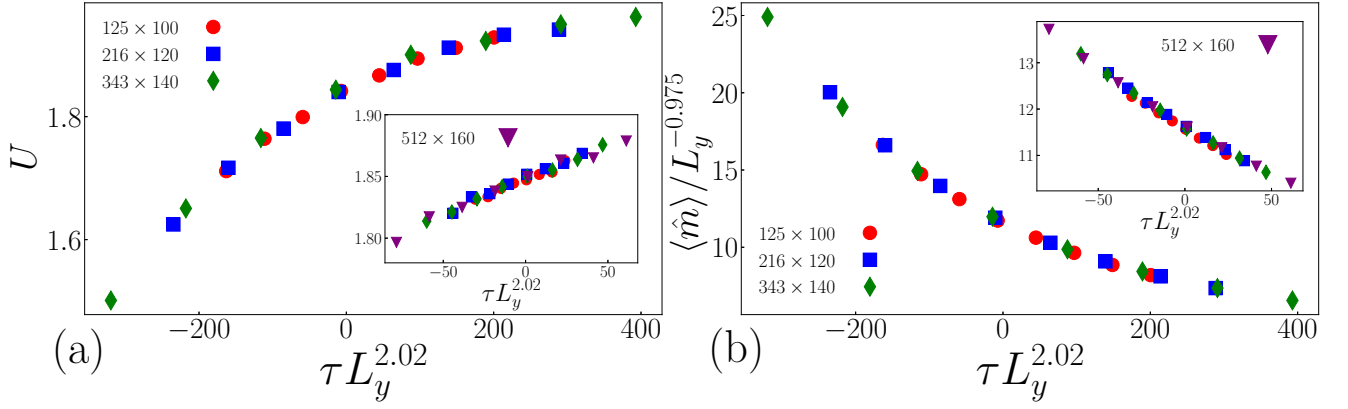 125 × 100
216 × 120
343 × 140
U
1.8
1.6
−200
0
200
400
τL_y^{2.02}
(a)
512 × 160
1.90
1.85
1.80
−50
0
50
τL_y^{2.02}
25
20
15
10
⟨m̂⟩/L_y^{−0.975}
125 × 100
216 × 120
343 × 140
−200
0
200
400
τL_y^{2.02}
(b)
512 × 160
13
12
11
−50
0
50
τL_y^{2.02}